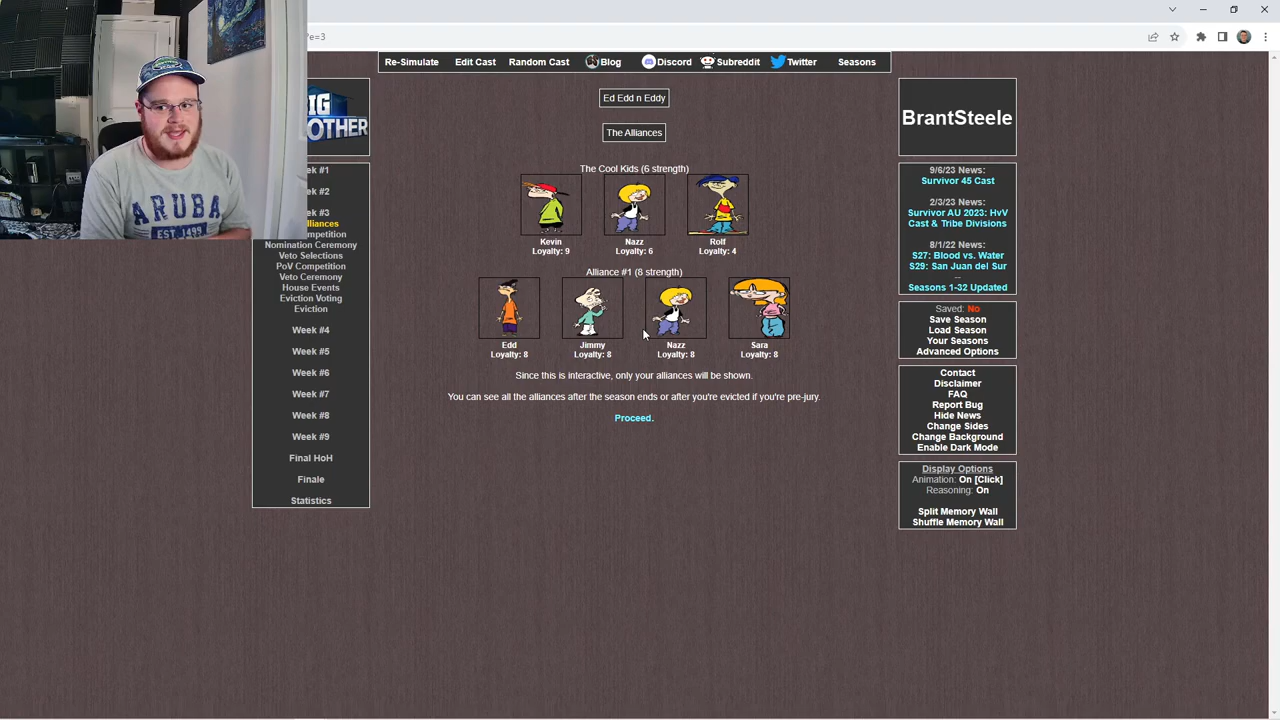 ?e=3
Re-Simulate Edit Cast Random Cast Blog Discord Subreddit Twitter Seasons
ARUBA
EST. 1499
Ed Edd n Eddy
The Alliances
The Cool Kids (6 strength)
Kevin
Loyalty: 9
Nazz
Loyalty: 6
Rolf
Loyalty: 4
Alliance #1 (8 strength)
Edd
Loyalty: 8
Jimmy
Loyalty: 8
Nazz
Loyalty: 8
Sara
Loyalty: 8
Since this is interactive, only your alliances will be shown.
You can see all the alliances after the season ends or after you're evicted if you're pre-jury.
Proceed.
#1
#2
#3
Nomination Ceremony
Veto Selections
PoV Competition
Veto Ceremony
House Events
Eviction Voting
Eviction
Week #4
Week #5
Week #6
Week #7
Week #8
Week #9
Final HoH
Finale
Statistics
BrantSteele
9/6/23 News:
Survivor 45 Cast
2/3/23 News:
Survivor AU 2023: HvV
Cast & Tribe Divisions
8/1/22 News:
S27: Blood vs. Water
S29: San Juan del Sur
...
Seasons 1-32 Updated
Saved: No
Save Season
Load Season
Your Seasons
Advanced Options
Contact
Disclaimer
FAQ
Report Bug
Hide News
Change Sides
Change Background
Enable Dark Mode
Display Options
Animation: On [Click]
Reasoning: On
Split Memory Wall
Shuffle Memory Wall